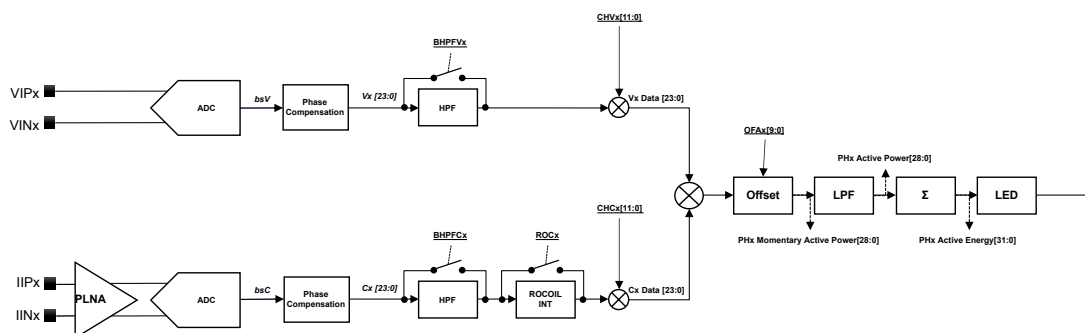 CHVx[11:0]
BHPFVx
VIPx
VINx
ADC
bsV
Phase
Compensation
Vx [23:0]
HPF
Vx Data [23:0]
OFAx[9:0]
PHx Active Power[28:0]
Offset
LPF
Σ
LED
PHx Momentary Active Power[28:0]
PHx Active Energy[31:0]
CHCx[11:0]
BHPFCx
ROCx
IIPx
IINx
PLNA
ADC
bsC
Phase
Compensation
Cx [23:0]
HPF
ROCOIL
INT
Cx Data [23:0]